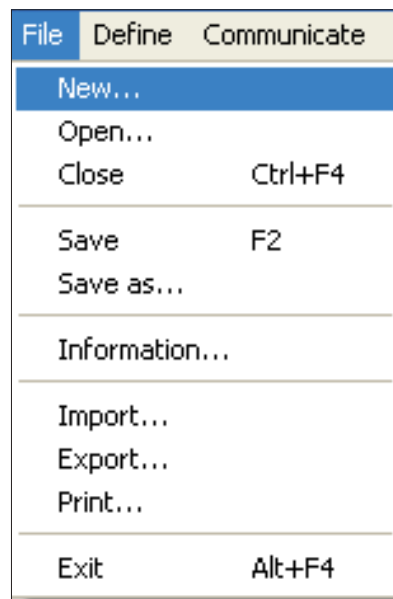 File Define Communicate
New...
Open...
Close Ctrl+F4
Save F2
Save as...
Information...
Import...
Export...
Print...
Exit Alt+F4